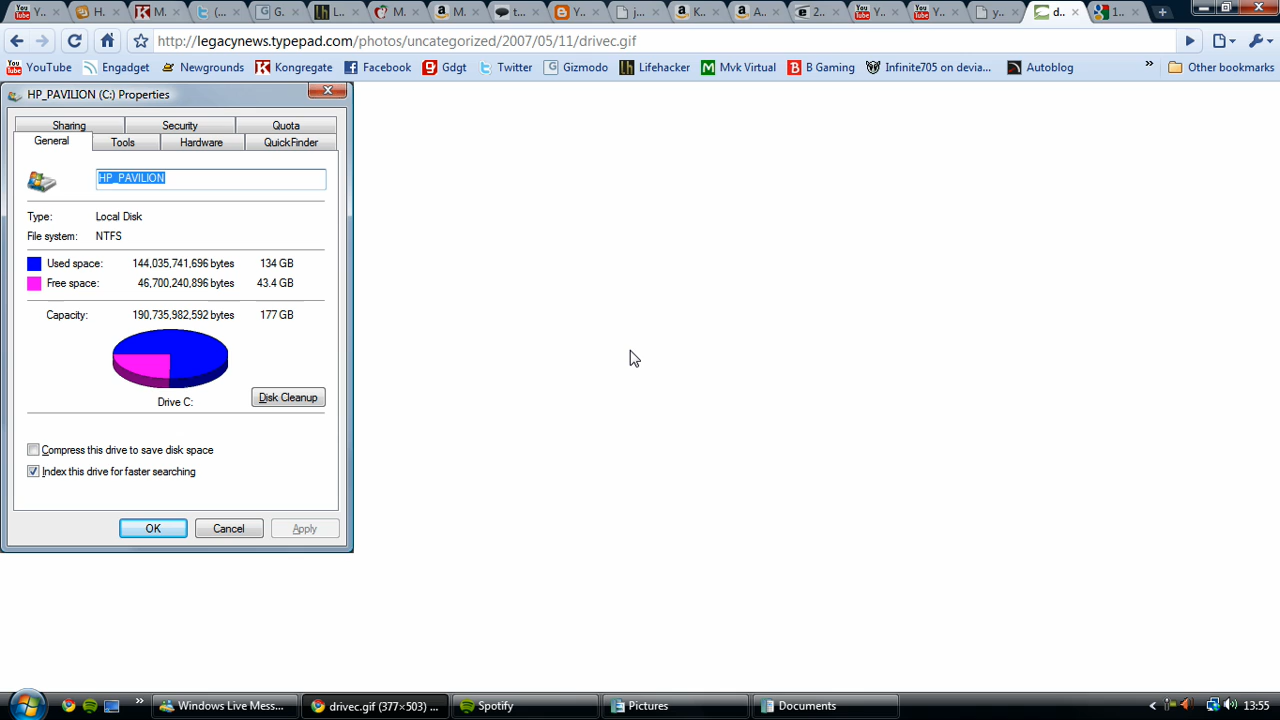 Y.. H. M. t (.. G. L. M. M. t.. Y.. j.. K.. A.. 2.. Y.. Y.. y.. d.. 1..
http://legacynews.typepad.com/photos/uncategorized/2007/05/11/drivec.gif
YouTube Engadget Newgrounds Kongregate Facebook Gdgt Twitter Gizmodo Lifehacker Mvk Virtual B Gaming Infinite705 on devia... Autoblog » Other bookmarks
HP_PAVILION (C:) Properties
Sharing Security Quota
General Tools Hardware QuickFinder
HP_PAVILION
Type: Local Disk
File system: NTFS
Used space: 144,035,741,696 bytes 134 GB
Free space: 46,700,240,896 bytes 43.4 GB
Capacity: 190,735,982,592 bytes 177 GB
Drive C: Disk Cleanup
Compress this drive to save disk space
Index this drive for faster searching
OK Cancel Apply
Windows Live Mess... drivec.gif (377×503) ... Spotify Pictures Documents 13:55